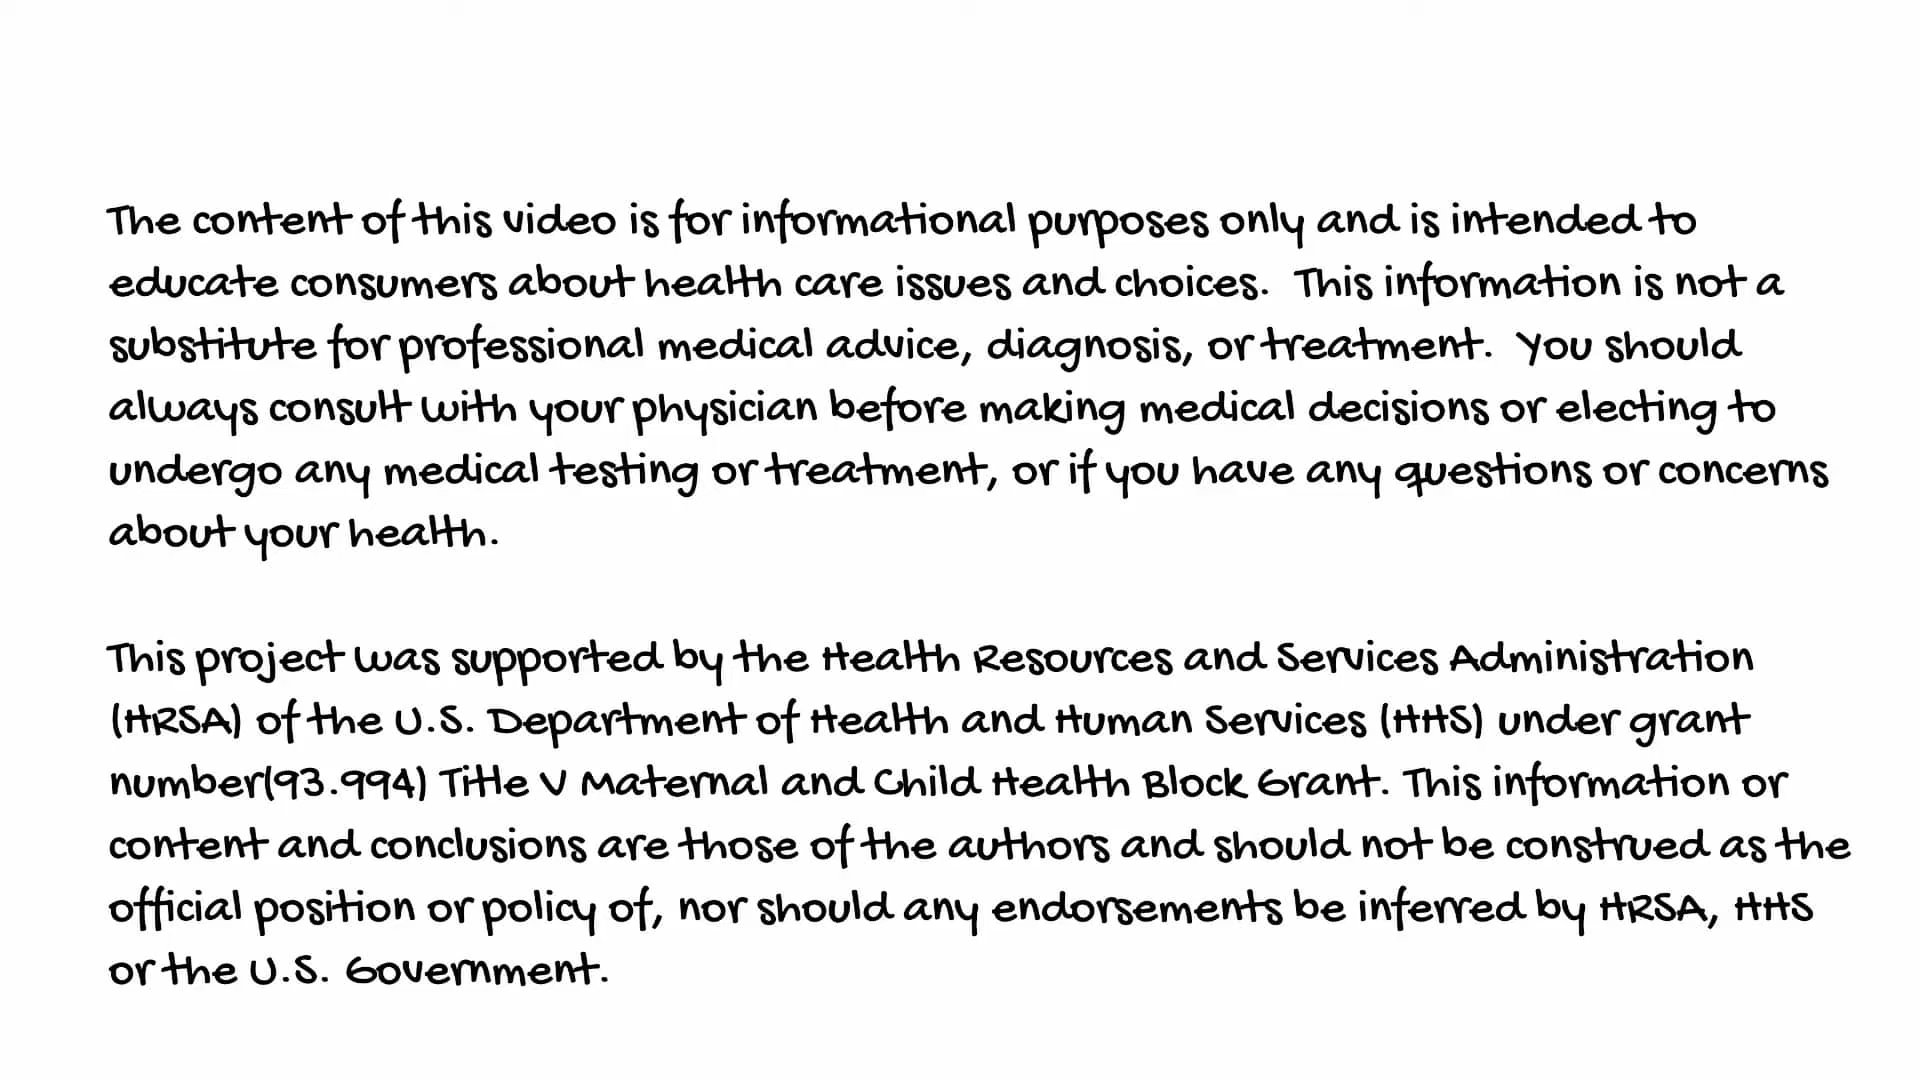 The content of this video is for informational purposes only and is intended to
educate consumers about health care issues and choices.  This information is not a
substitute for professional medical advice, diagnosis, or treatment.  You should
always consult with your physician before making medical decisions or electing to
undergo any medical testing or treatment, or if you have any questions or concerns
about your health.

This project was supported by the Health Resources and Services Administration
(HRSA) of the U.S. Department of Health and Human Services (HHS) under grant
number(93.994) Title V Maternal and Child Health Block Grant. This information or
content and conclusions are those of the authors and should not be construed as the
official position or policy of, nor should any endorsements be inferred by HRSA, HHS
or the U.S. Government.